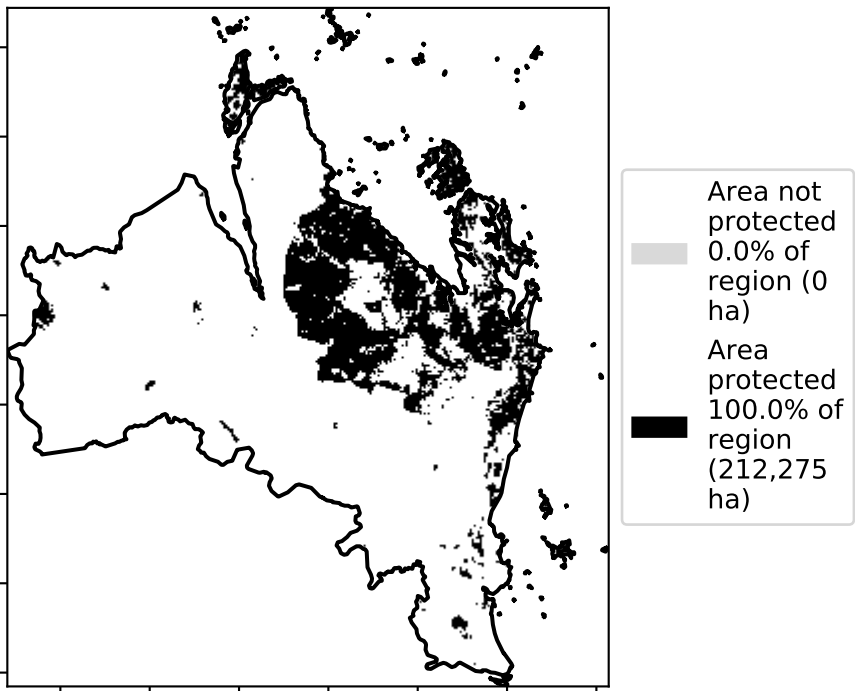 Area not
protected
0.0% of
region (0
ha)
Area
protected
100.0% of
region
(212,275
ha)